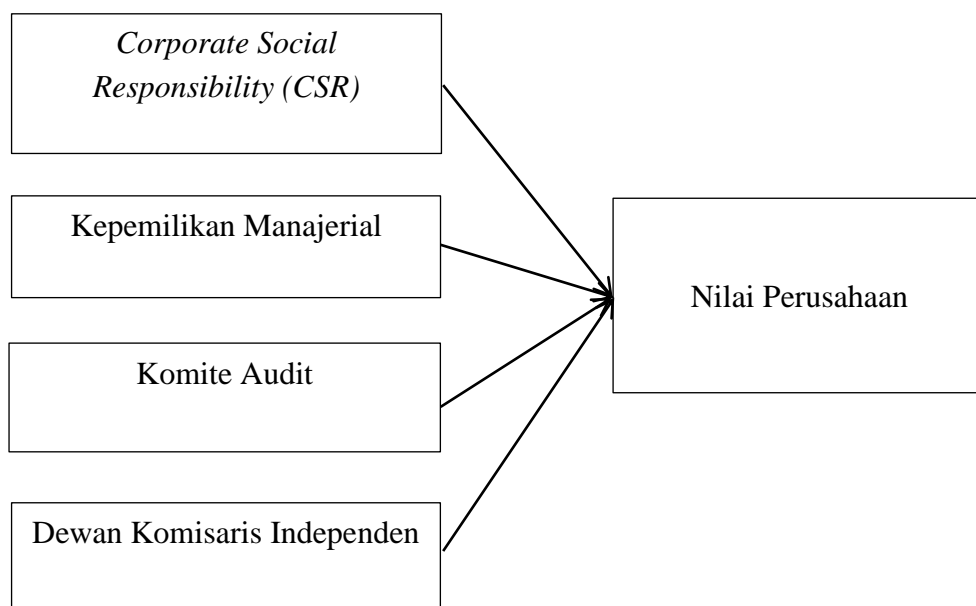 Corporate Social
Responsibility (CSR)
Kepemilikan Manajerial
Nilai Perusahaan
Komite Audit
Dewan Komisaris Independen